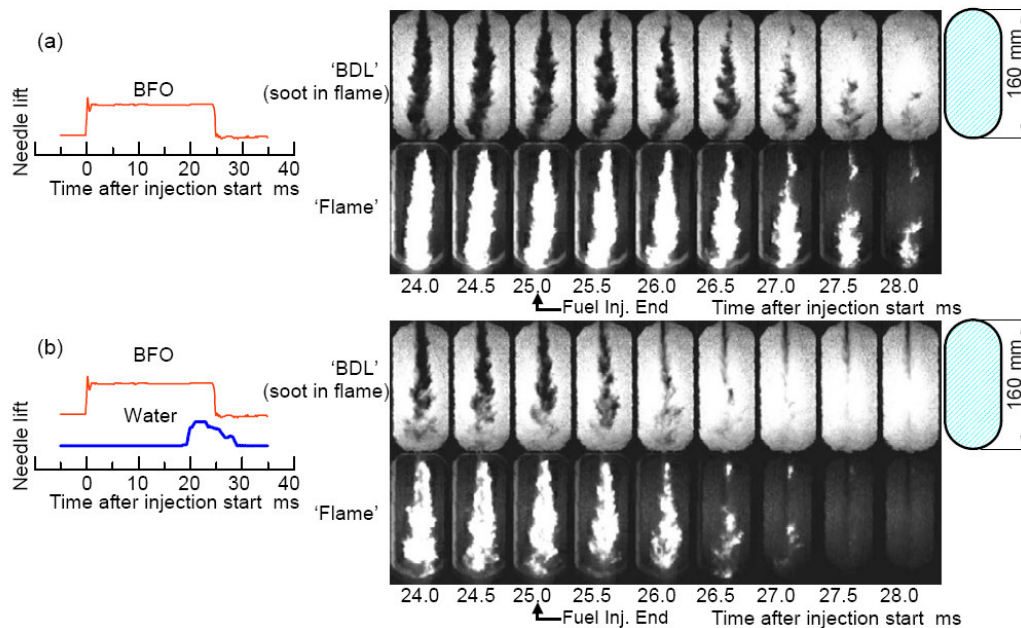 (a)
BFO
Needle lift
0 10 20 30 40
Time after injection start ms
'BDL'
(soot in flame)
'Flame'
160 mm
24.0 24.5 25.0 25.5 26.0 26.5 27.0 27.5 28.0
Fuel Inj. End
Time after injection start ms
(b)
BFO
Water
Needle lift
0 10 20 30 40
Time after injection start ms
'BDL'
(soot in flame)
'Flame'
160 mm
24.0 24.5 25.0 25.5 26.0 26.5 27.0 27.5 28.0
Fuel Inj. End
Time after injection start ms